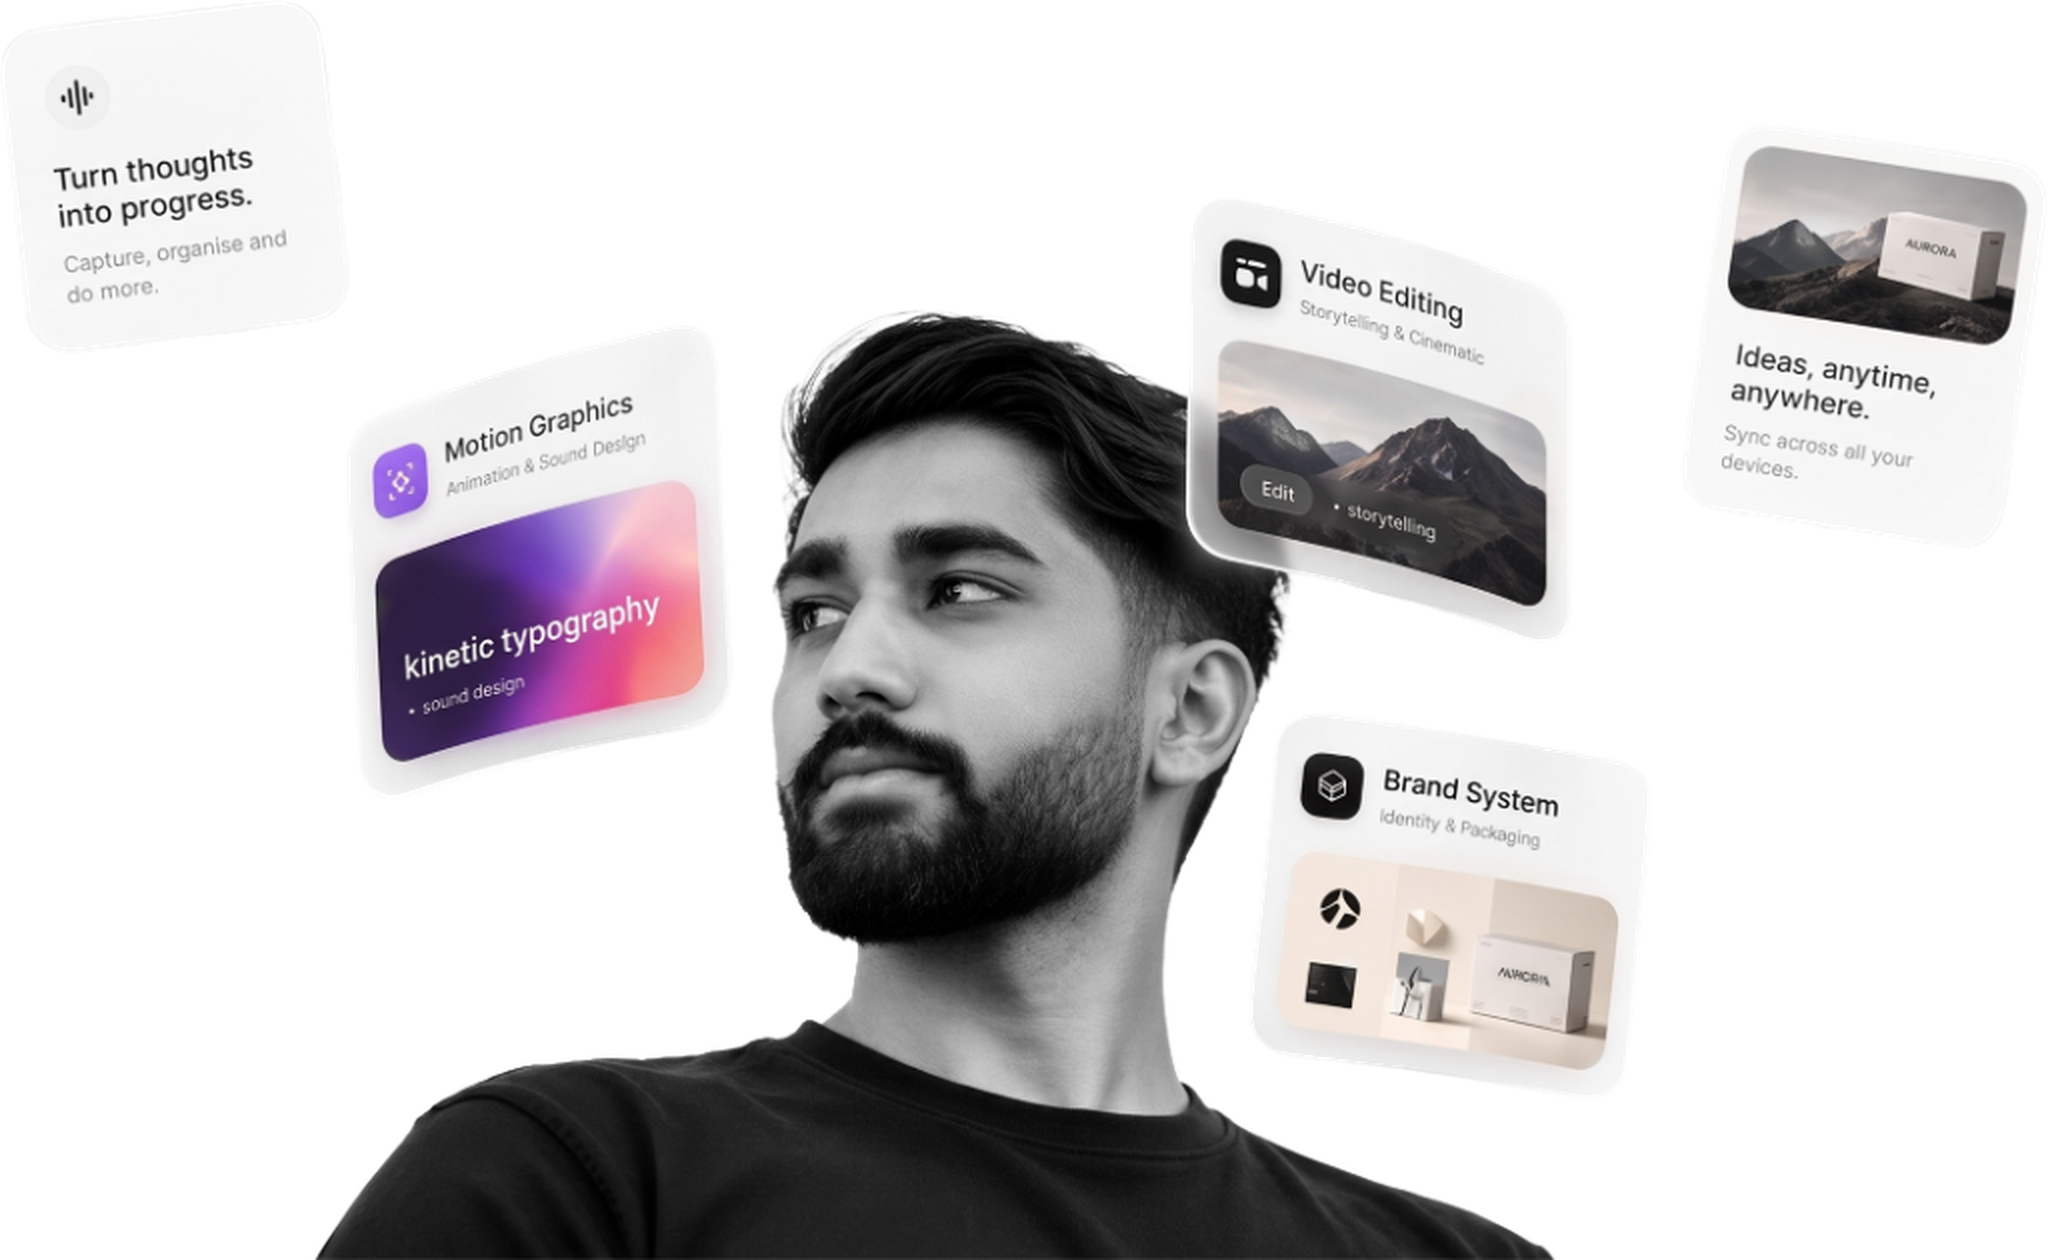 Turn thoughts
into progress.
Capture, organise and
do more.
Motion Graphics
Animation & Sound Design
kinetic typography
• sound design
Video Editing
Storytelling & Cinematic
Edit
• storytelling
AURORA
Ideas, anytime,
anywhere.
Sync across all your
devices.
Brand System
Identity & Packaging